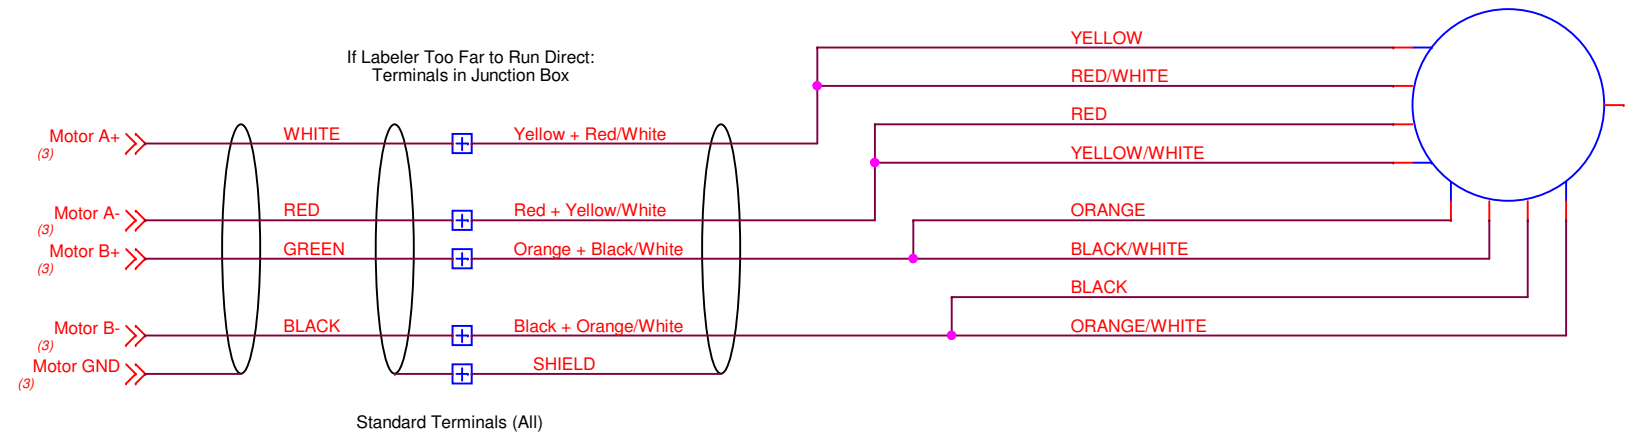 YELLOW
If Labeler Too Far to Run Direct:
Terminals in Junction Box
RED/WHITE
RED
Motor A+
(3)
WHITE
Yellow + Red/White
YELLOW/WHITE
Motor A-
(3)
RED
Red + Yellow/White
ORANGE
Motor B+
(3)
GREEN
Orange + Black/White
BLACK/WHITE
BLACK
Motor B-
(3)
BLACK
Black + Orange/White
ORANGE/WHITE
Motor GND
(3)
SHIELD
Standard Terminals (All)